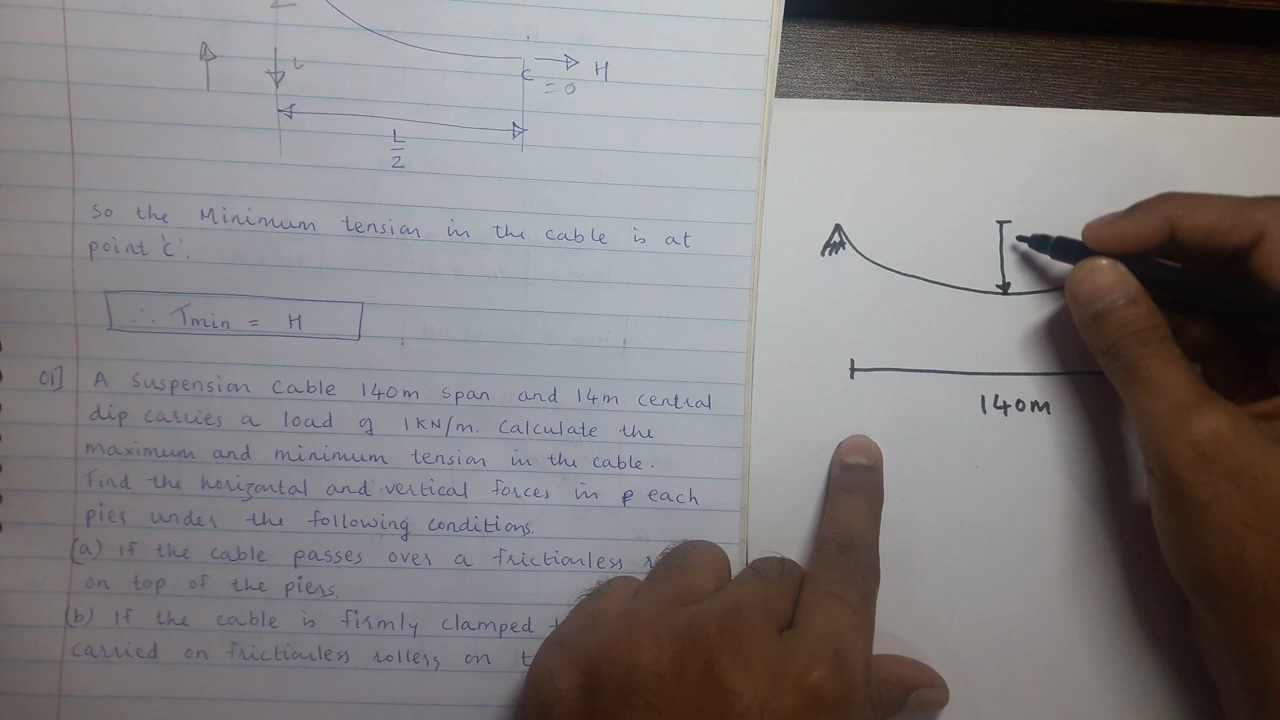 H
C
= 0
L
2
So the Minimum tension in the cable is at
point 'C'.
∴ Tmin = H
01] A Suspension Cable 140m span and 14m central
dip carries a load of 1KN/m. Calculate the
maximum and minimum tension in the cable.
Find the horizontal and vertical forces in each
pier under the following conditions.
(a) If the cable passes over a frictionless
on top of the piers.
(b) If the cable is firmly clamped
carried on frictionless rollers on
140m